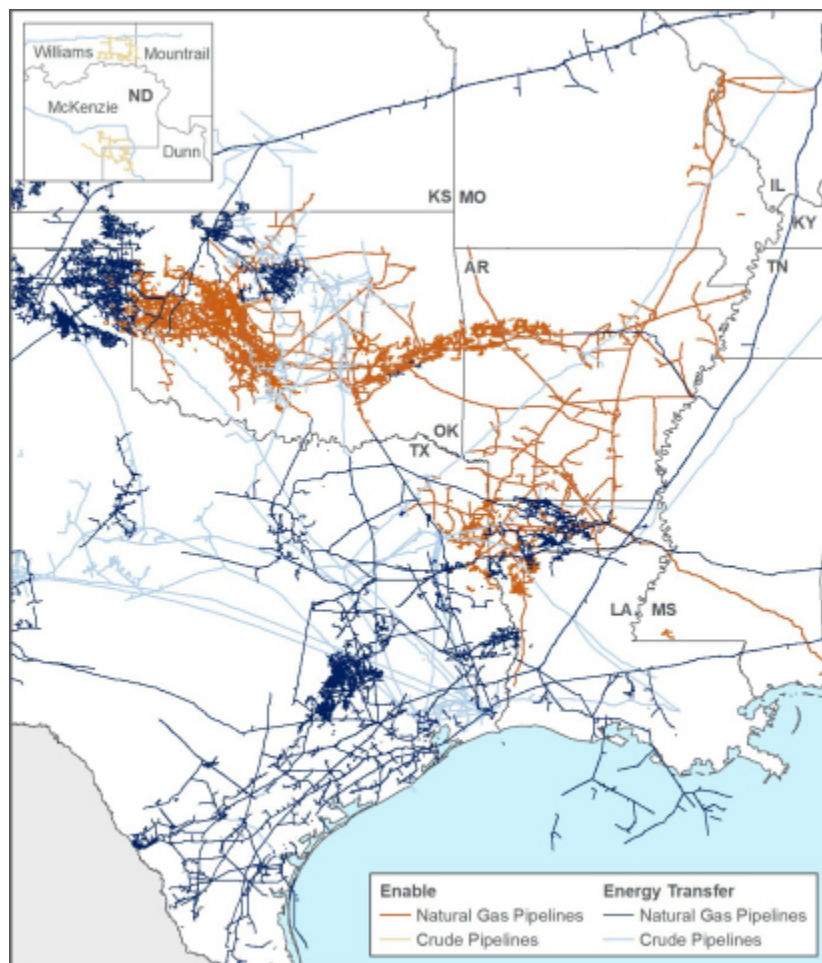 Williams Mountrail
ND
McKenzie
Dunn
KS MO
IL
KY
AR
TN
OK
TX
LA MS
Enable Energy Transfer
Natural Gas Pipelines Natural Gas Pipelines
Crude Pipelines Crude Pipelines